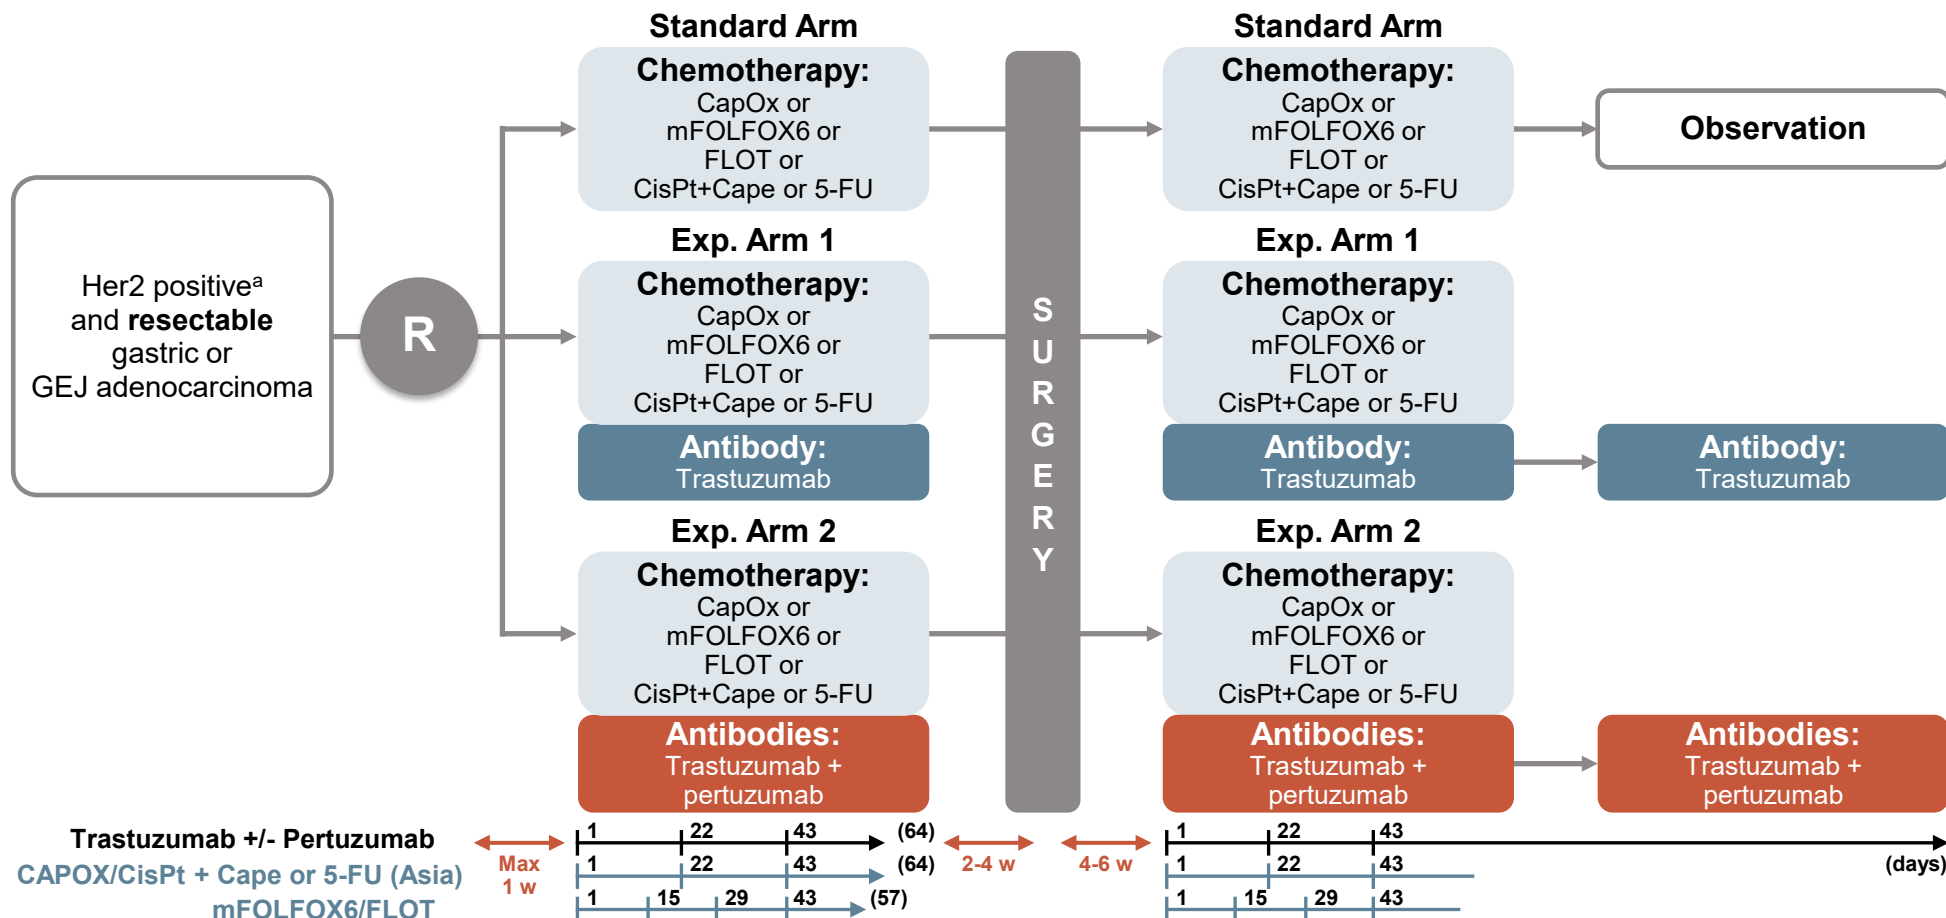 Her2 positiveᵃ
and resectable
gastric or
GEJ adenocarcinoma
R
Standard Arm
Chemotherapy:
CapOx or
mFOLFOX6 or
FLOT or
CisPt+Cape or 5-FU
Exp. Arm 1
Chemotherapy:
CapOx or
mFOLFOX6 or
FLOT or
CisPt+Cape or 5-FU
Antibody:
Trastuzumab
Exp. Arm 2
Chemotherapy:
CapOx or
mFOLFOX6 or
FLOT or
CisPt+Cape or 5-FU
Antibodies:
Trastuzumab +
pertuzumab
SURGERY
Standard Arm
Chemotherapy:
CapOx or
mFOLFOX6 or
FLOT or
CisPt+Cape or 5-FU
Observation
Exp. Arm 1
Chemotherapy:
CapOx or
mFOLFOX6 or
FLOT or
CisPt+Cape or 5-FU
Antibody:
Trastuzumab
Antibody:
Trastuzumab
Exp. Arm 2
Chemotherapy:
CapOx or
mFOLFOX6 or
FLOT or
CisPt+Cape or 5-FU
Antibodies:
Trastuzumab +
pertuzumab
Antibodies:
Trastuzumab +
pertuzumab
Trastuzumab +/- Pertuzumab
CAPOX/CisPt + Cape or 5-FU (Asia)
mFOLFOX6/FLOT
Max
1 w
1 22 43 (64)
1 22 43 (64)
1 15 29 43 (57)
2-4 w
4-6 w
1 22 43
1 22 43
1 15 29 43
(days)